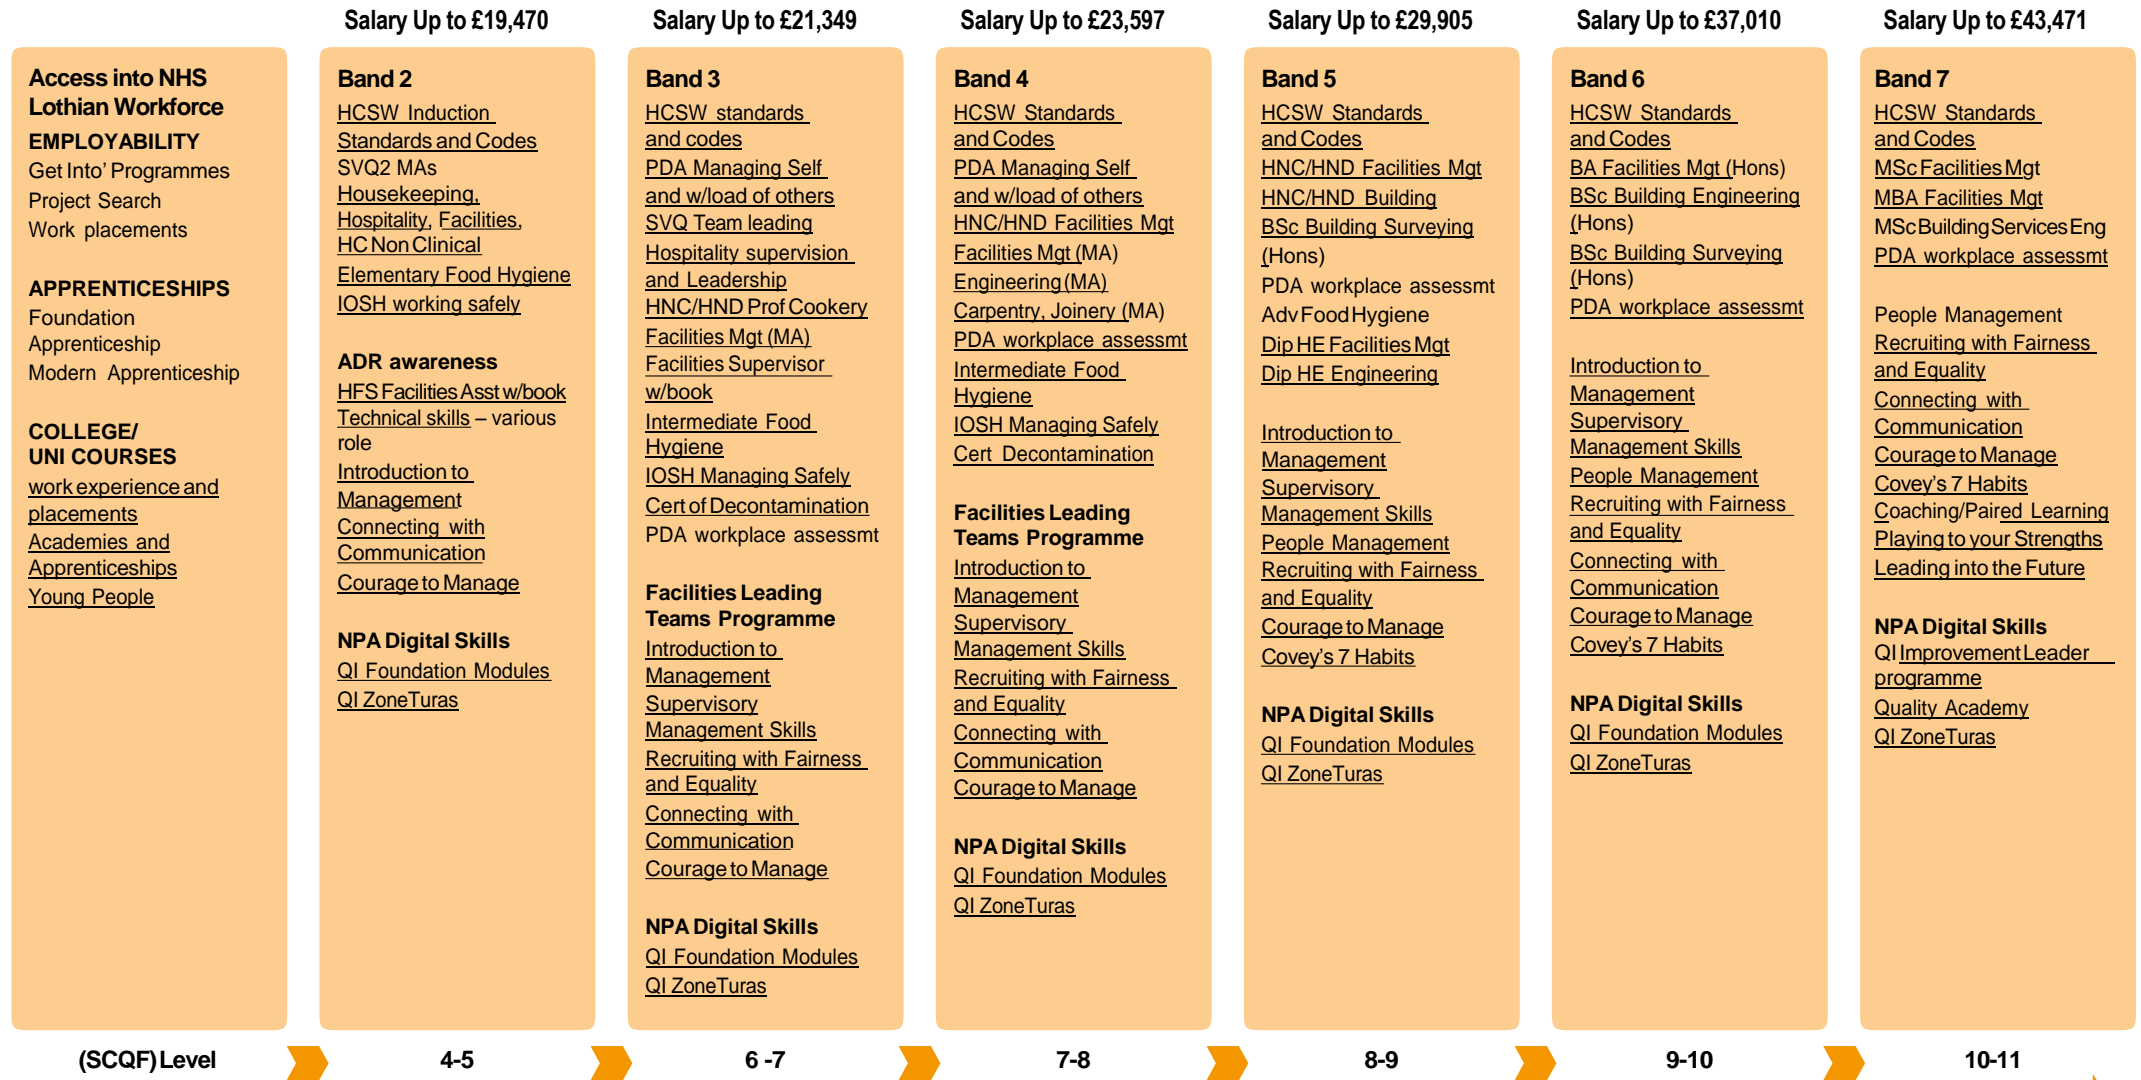 Salary Up to £19,470
Salary Up to £21,349
Salary Up to £23,597
Salary Up to £29,905
Salary Up to £37,010
Salary Up to £43,471
Access into NHS
Lothian Workforce
EMPLOYABILITY
Get Into' Programmes
Project Search
Work placements
APPRENTICESHIPS
Foundation
Apprenticeship
Modern Apprenticeship
COLLEGE/
UNI COURSES
work experience and
placements
Academies and
Apprenticeships
Young People
Band 2
HCSW Induction
Standards and Codes
SVQ2 MAs
Housekeeping,
Hospitality, Facilities,
HC Non Clinical
Elementary Food Hygiene
IOSH working safely
ADR awareness
HFS Facilities Asst w/book
Technical skills – various
role
Introduction to
Management
Connecting with
Communication
Courage to Manage
NPA Digital Skills
QI Foundation Modules
QI ZoneTuras
Band 3
HCSW standards
and codes
PDA Managing Self
and w/load of others
SVQ Team leading
Hospitality supervision
and Leadership
HNC/HND Prof Cookery
Facilities Mgt (MA)
Facilities Supervisor
w/book
Intermediate Food
Hygiene
IOSH Managing Safely
Cert of Decontamination
PDA workplace assessmt
Facilities Leading
Teams Programme
Introduction to
Management
Supervisory
Management Skills
Recruiting with Fairness
and Equality
Connecting with
Communication
Courage to Manage
NPA Digital Skills
QI Foundation Modules
QI ZoneTuras
Band 4
HCSW Standards
and Codes
PDA Managing Self
and w/load of others
HNC/HND Facilities Mgt
Facilities Mgt (MA)
Engineering (MA)
Carpentry, Joinery (MA)
PDA workplace assessmt
Intermediate Food
Hygiene
IOSH Managing Safely
Cert Decontamination
Facilities Leading
Teams Programme
Introduction to
Management
Supervisory
Management Skills
Recruiting with Fairness
and Equality
Connecting with
Communication
Courage to Manage
NPA Digital Skills
QI Foundation Modules
QI ZoneTuras
Band 5
HCSW Standards
and Codes
HNC/HND Facilities Mgt
HNC/HND Building
BSc Building Surveying
(Hons)
PDA workplace assessmt
Adv Food Hygiene
Dip HE Facilities Mgt
Dip HE Engineering
Introduction to
Management
Supervisory
Management Skills
People Management
Recruiting with Fairness
and Equality
Courage to Manage
Covey's 7 Habits
NPA Digital Skills
QI Foundation Modules
QI ZoneTuras
Band 6
HCSW Standards
and Codes
BA Facilities Mgt (Hons)
BSc Building Engineering
(Hons)
BSc Building Surveying
(Hons)
PDA workplace assessmt
Introduction to
Management
Supervisory
Management Skills
People Management
Recruiting with Fairness
and Equality
Connecting with
Communication
Courage to Manage
Covey's 7 Habits
NPA Digital Skills
QI Foundation Modules
QI ZoneTuras
Band 7
HCSW Standards
and Codes
MSc Facilities Mgt
MBA Facilities Mgt
MSc Building Services Eng
PDA workplace assessmt
People Management
Recruiting with Fairness
and Equality
Connecting with
Communication
Courage to Manage
Covey's 7 Habits
Coaching/Paired Learning
Playing to your Strengths
Leading into the Future
NPA Digital Skills
QI Improvement Leader
programme
Quality Academy
QI ZoneTuras
(SCQF) Level
4-5
6 -7
7-8
8-9
9-10
10-11